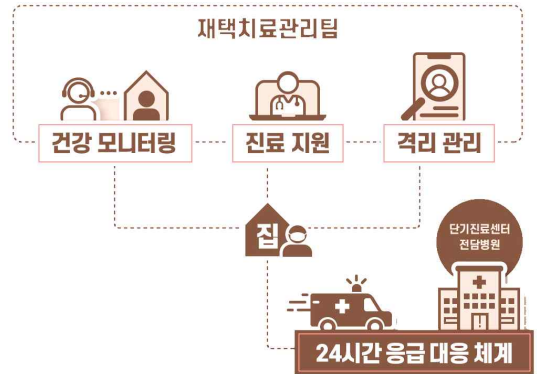 재택치료관리팀
건강 모니터링
진료 지원
격리 관리
집
단기진료센터
전담병원
24시간 응급 대응 체계